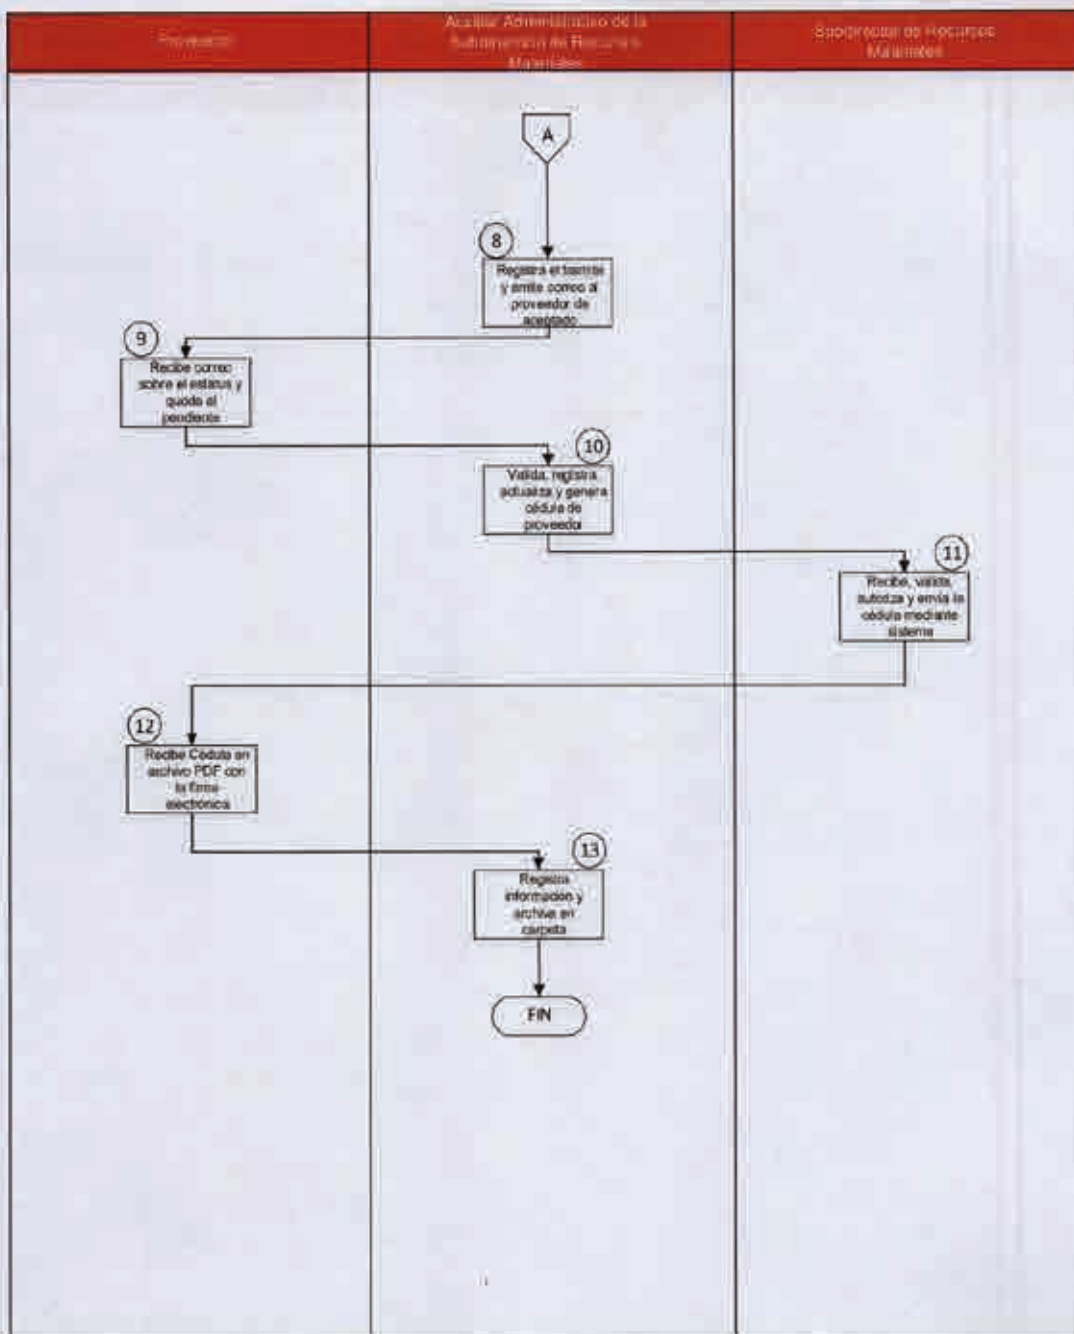 Proveedor
Auxiliar Administrativo de la
Subdirección de Recursos
Materiales
Subdirector de Recursos
Materiales
A
8
Registra el trámite
y emite correo al
proveedor de
aceptado
9
Recibe correo
sobre el estatus y
queda al
pendiente
10
Valida, registra,
actualiza y genera
cédula de
proveedor
11
Recibe, valida,
autoriza y envía la
cédula mediante
sistema
12
Recibe Cédula en
archivo PDF con
la firma
electrónica
13
Registra
información y
archiva en
carpeta
FIN